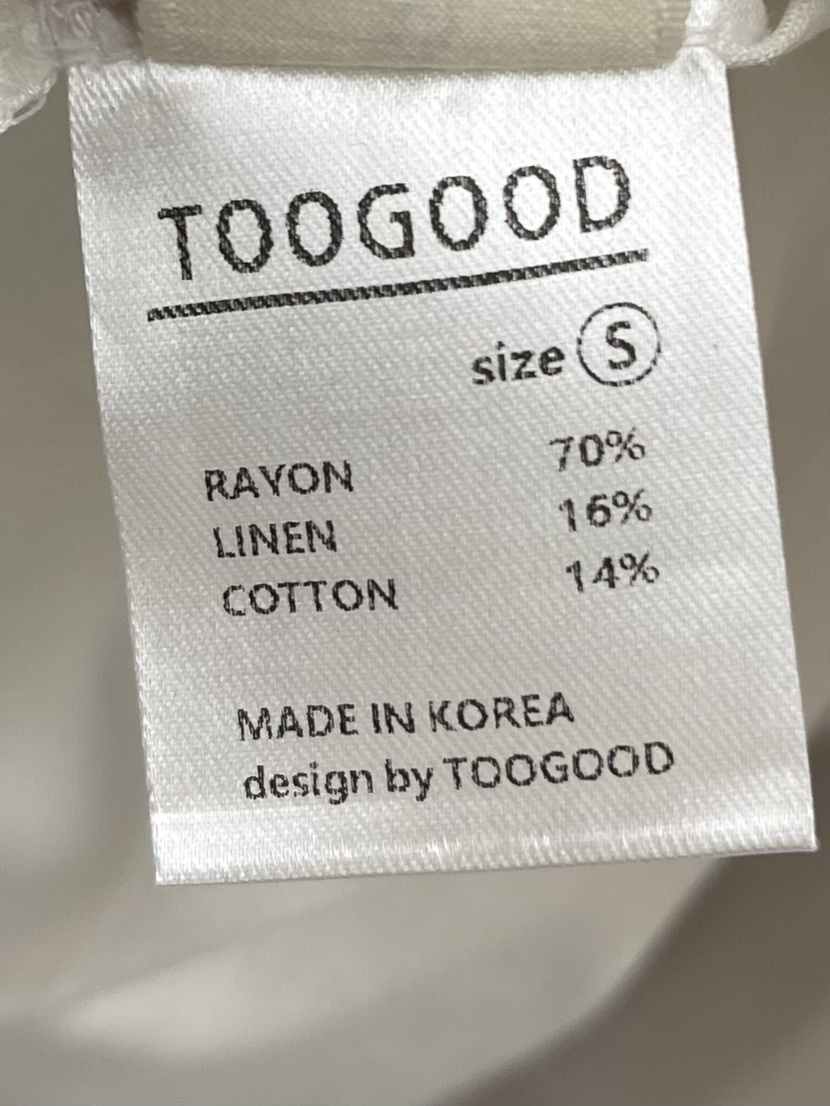 TOOGOOD
size S
RAYON 70%
LINEN 16%
COTTON 14%
MADE IN KOREA
design by TOOGOOD